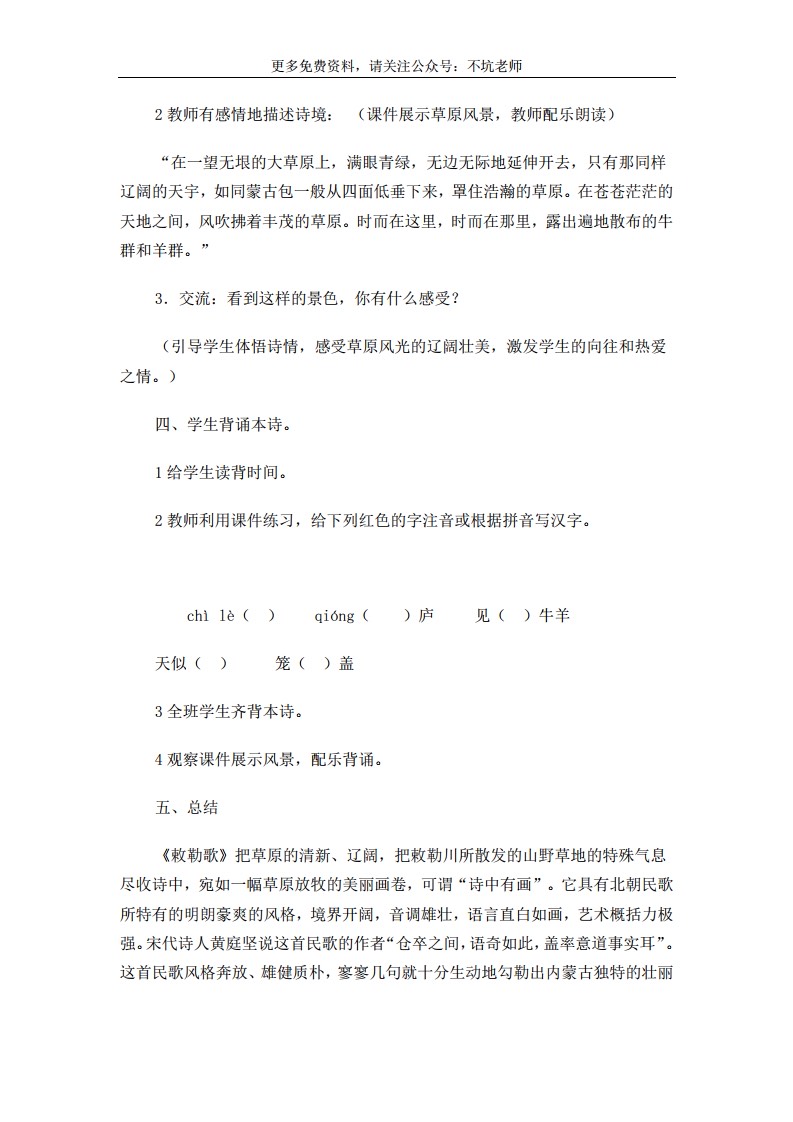 更多免费资料，请关注公众号：不坑老师
2 教师有感情地描述诗境： （课件展示草原风景，教师配乐朗读）
“在一望无垠的大草原上，满眼青绿，无边无际地延伸开去，只有那同样
辽阔的天宇，如同蒙古包一般从四面低垂下来，罩住浩瀚的草原。在苍苍茫茫的
天地之间，风吹拂着丰茂的草原。时而在这里，时而在那里，露出遍地散布的牛
群和羊群。”
3．交流：看到这样的景色，你有什么感受？
（引导学生体悟诗情，感受草原风光的辽阔壮美，激发学生的向往和热爱
之情。）
四、学生背诵本诗。
1 给学生读背时间。
2 教师利用课件练习，给下列红色的字注音或根据拼音写汉字。
chì lè（ ） qióng（ ）庐 见（ ）牛羊
天似（ ） 笼（ ）盖
3 全班学生齐背本诗。
4 观察课件展示风景，配乐背诵。
五、总结
《敕勒歌》把草原的清新、辽阔，把敕勒川所散发的山野草地的特殊气息
尽收诗中，宛如一幅草原放牧的美丽画卷，可谓“诗中有画”。它具有北朝民歌
所特有的明朗豪爽的风格，境界开阔，音调雄壮，语言直白如画，艺术概括力极
强。宋代诗人黄庭坚说这首民歌的作者“仓卒之间，语奇如此，盖率意道事实耳”。
这首民歌风格奔放、雄健质朴，寥寥几句就十分生动地勾勒出内蒙古独特的壮丽